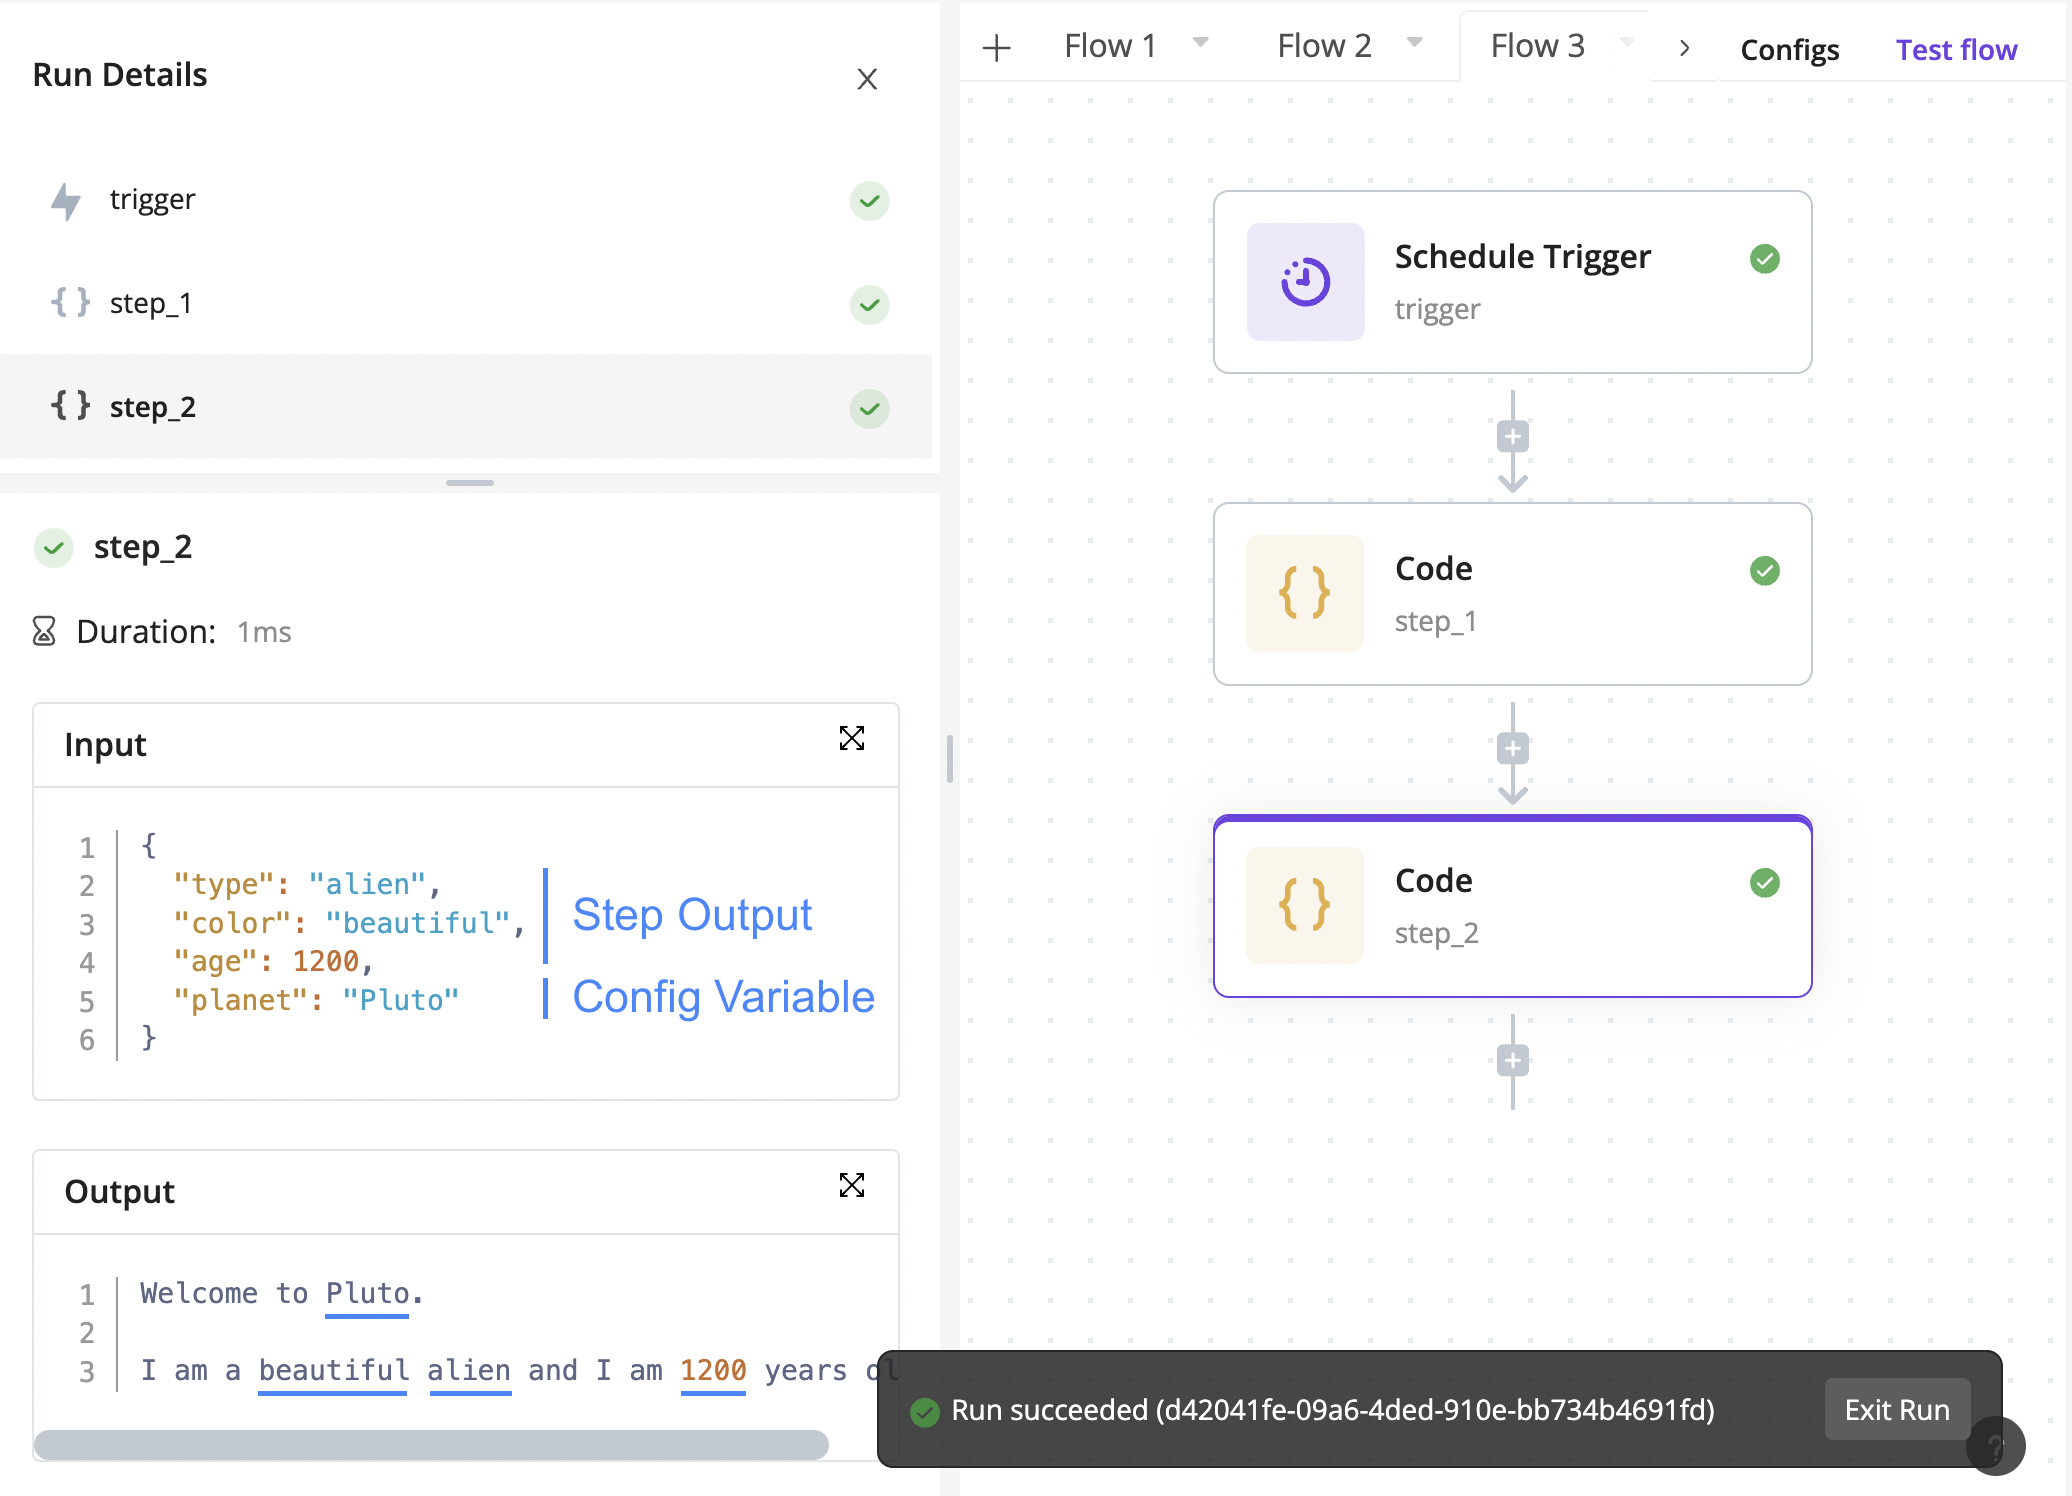 Run Details
trigger
step_1
step_2
step_2
Duration: 1ms
Input
1 {
2 "type": "alien",
3 "color": "beautiful",
4 "age": 1200,
5 "planet": "Pluto"
6 }
Step Output
Config Variable
Output
1 Welcome to Pluto.
2
3 I am a beautiful alien and I am 1200 years ol
Flow 1
Flow 2
Flow 3
Configs
Test flow
Schedule Trigger
trigger
Code
step_1
Code
step_2
Run succeeded (d42041fe-09a6-4ded-910e-bb734b4691fd)
Exit Run
?